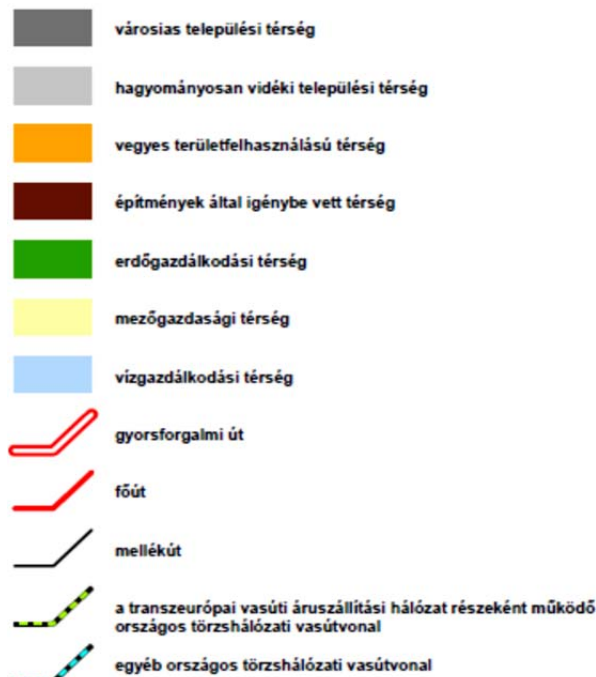 városias települési térség
hagyományosan vidéki települési térség
vegyes területfelhasználású térség
építmények által igénybe vett térség
erdőgazdálkodási térség
mezőgazdasági térség
vízgazdálkodási térség
gyorsforgalmi út
főút
mellékút
a transzeurópai vasúti áruszállítási hálózat részeként működő
országos törzshálózati vasútvonal
egyéb országos törzshálózati vasútvonal